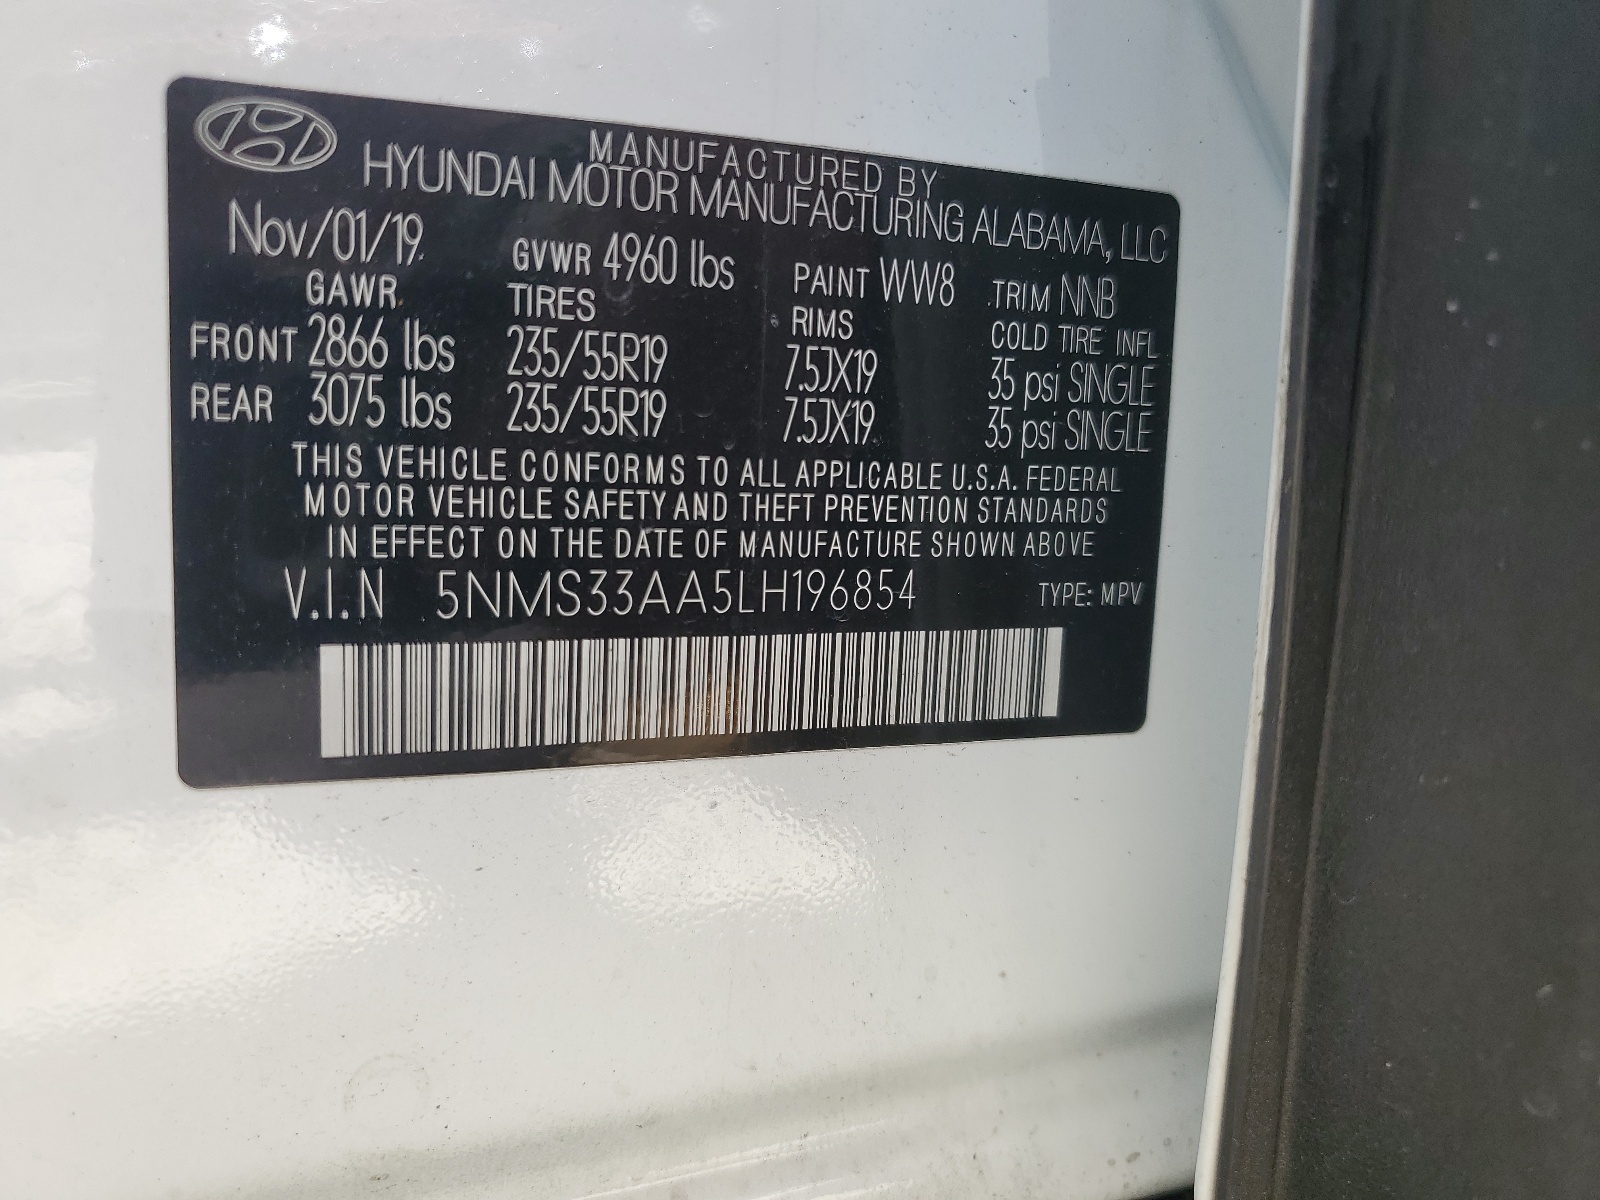 MANUFACTURED BY
HYUNDAI MOTOR MANUFACTURING ALABAMA, LLC
Nov/01/19 GVWR 4960 lbs PAINT WW8 TRIM NNB
GAWR TIRES RIMS COLD TIRE INFL
FRONT 2866 lbs 235/55R19 7.5JX19 35 psi SINGLE
REAR 3075 lbs 235/55R19 7.5JX19 35 psi SINGLE
THIS VEHICLE CONFORMS TO ALL APPLICABLE U.S.A. FEDERAL
MOTOR VEHICLE SAFETY AND THEFT PREVENTION STANDARDS
IN EFFECT ON THE DATE OF MANUFACTURE SHOWN ABOVE
V.I.N 5NMS33AA5LH196854 TYPE: MPV